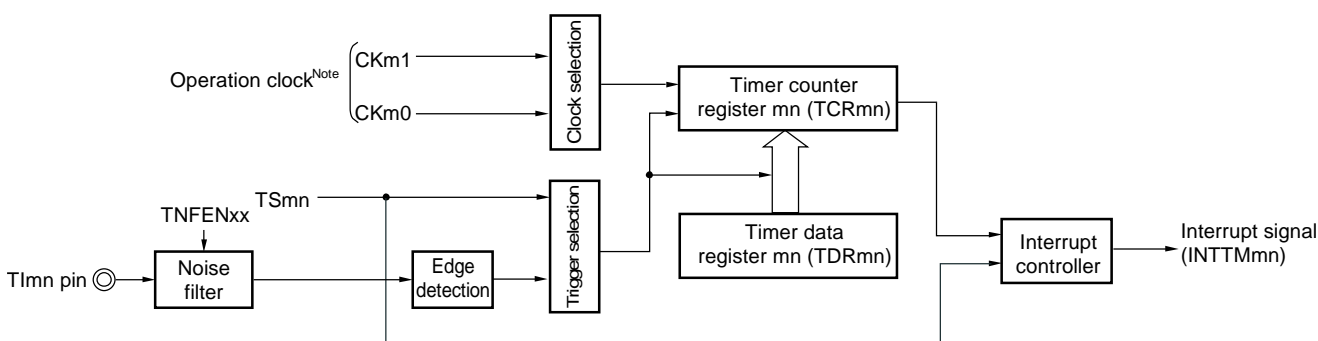 Operation clockNote
CKm1
CKm0
Clock selection
Timer counter
register mn (TCRmn)
TSmn
TNFENxx
TImn pin
Noise
filter
Edge
detection
Trigger selection
Timer data
register mn (TDRmn)
Interrupt
controller
Interrupt signal
(INTTMmn)